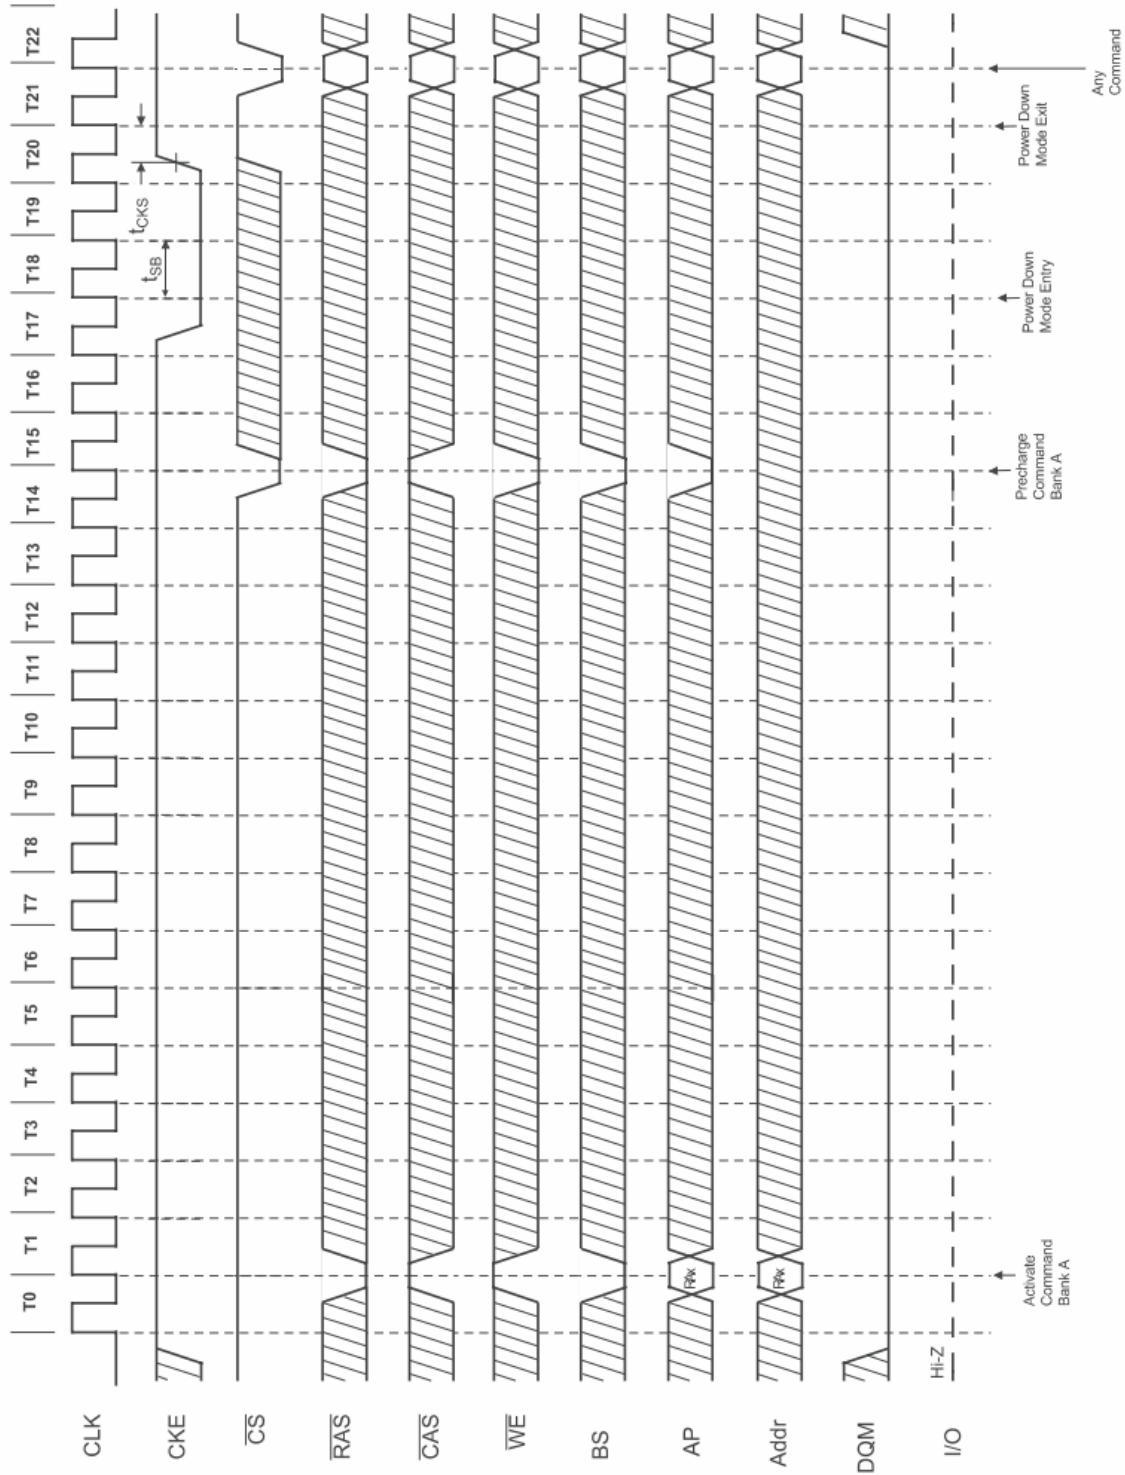 T0 T1 T2 T3 T4 T5 T6 T7 T8 T9 T10 T11 T12 T13 T14 T15 T16 T17 T18 T19 T20 T21 T22
CLK
CKE
tSB
tCKS
CS
RAS
CAS
WE
BS
AP
RAx
Addr
RAx
DQM
I/O
Hi-Z
Activate
Command
Bank A
Precharge
Command
Bank A
Power Down
Mode Entry
Power Down
Mode Exit
Any
Command